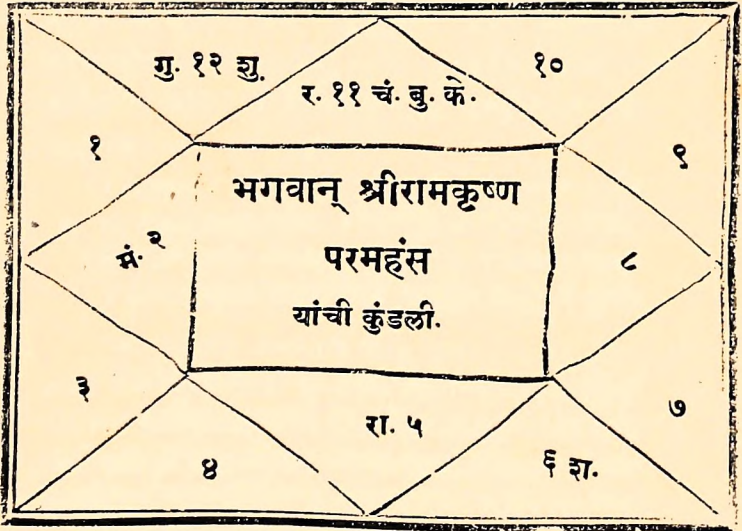 गु. १२ शु
र. ११ चं. बु. के.
१०
१
९
भगवान् श्रीरामकृष्ण
परमहंस
यांची कुंडली.
मं. २
८
३
७
रा. ५
४
६ श.